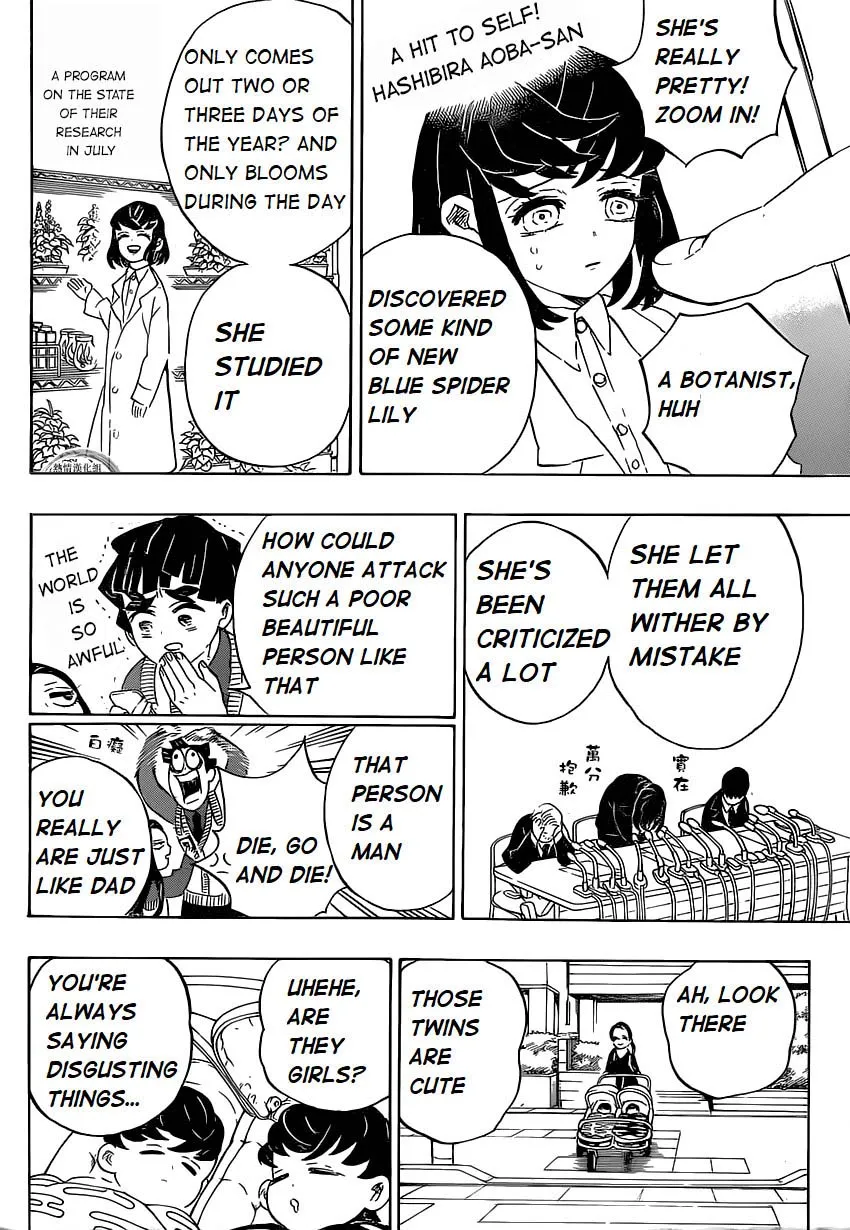 SHE'S
REALLY
PRETTY!
ZOOM IN!
A HIT TO SELF!
HASHIBIRA AOBA-SAN
DISCOVERED
SOME KIND
OF NEW
BLUE SPIDER
LILY
A BOTANIST,
HUH
ONLY COMES
OUT TWO OR
THREE DAYS OF
THE YEAR? AND
ONLY BLOOMS
DURING THE DAY
A PROGRAM
ON THE STATE
OF THEIR
RESEARCH
IN JULY
SHE
STUDIED
IT
熱情漢化組
SHE LET
THEM ALL
WITHER BY
MISTAKE
SHE'S
BEEN
CRITICIZED
A LOT
實在
萬分
抱歉
HOW COULD
ANYONE ATTACK
SUCH A POOR
BEAUTIFUL
PERSON LIKE
THAT
THE
WORLD
IS
SO
AWFUL
THAT
PERSON
IS A
MAN
白癡
DIE, GO
AND DIE!
YOU
REALLY
ARE JUST
LIKE DAD
AH, LOOK
THERE
THOSE
TWINS
ARE
CUTE
UHEHE,
ARE
THEY
GIRLS?
YOU'RE
ALWAYS
SAYING
DISGUSTING
THINGS...